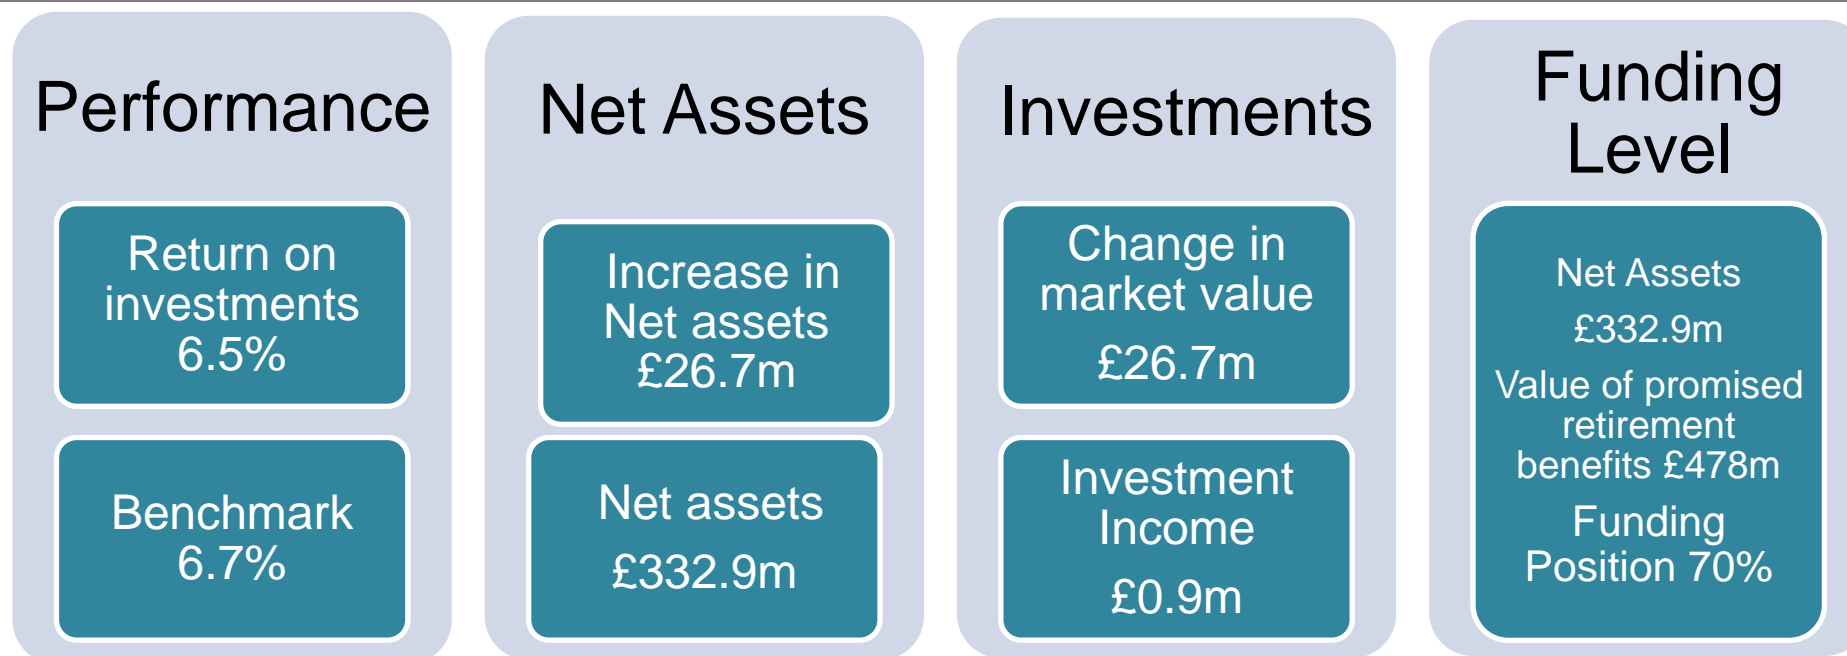 Performance
Return on
investments
6.5%
Benchmark
6.7%
Net Assets
Increase in
Net assets
£26.7m
Net assets
£332.9m
Investments
Change in
market value
£26.7m
Investment
Income
£0.9m
Funding
Level
Net Assets
£332.9m
Value of promised
retirement
benefits £478m
Funding
Position 70%